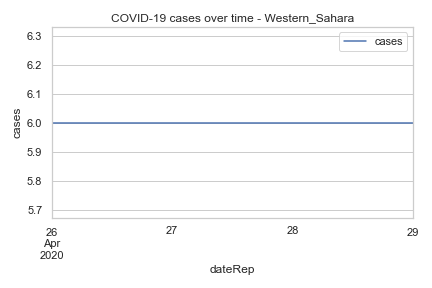 COVID-19 cases over time - Western_Sahara
cases
6.3
6.2
6.1
6.0
5.9
5.8
5.7
cases
26
Apr
2020
27
28
29
dateRep